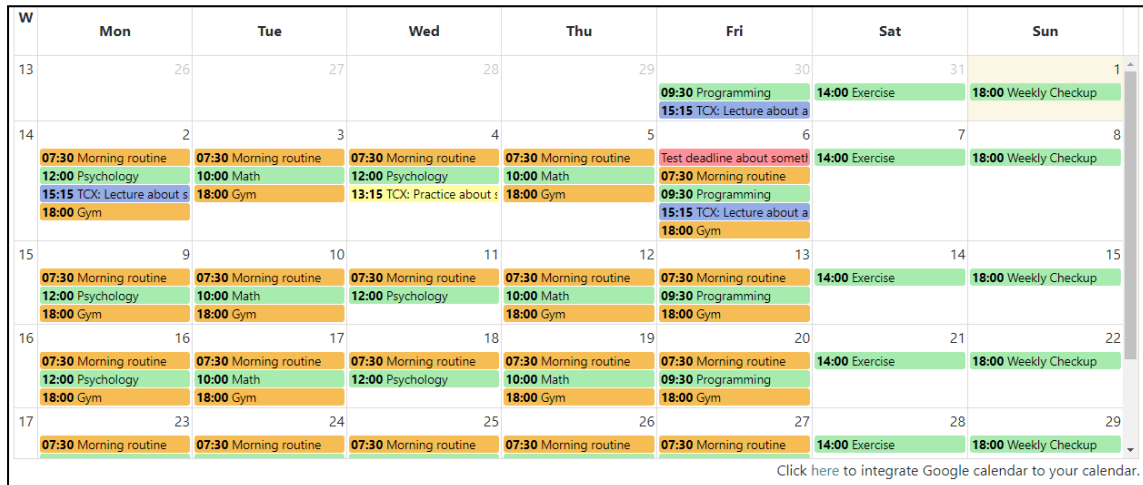 W Mon Tue Wed Thu Fri Sat Sun
13 26 27 28 29 30 31 1
09:30 Programming 14:00 Exercise 18:00 Weekly Checkup
15:15 TCX: Lecture about a
14 2 3 4 5 6 7 8
07:30 Morning routine 07:30 Morning routine 07:30 Morning routine 07:30 Morning routine Test deadline about someth 14:00 Exercise 18:00 Weekly Checkup
12:00 Psychology 10:00 Math 12:00 Psychology 10:00 Math 07:30 Morning routine
15:15 TCX: Lecture about s 18:00 Gym 13:15 TCX: Practice about s 18:00 Gym 09:30 Programming
18:00 Gym 15:15 TCX: Lecture about a
18:00 Gym
15 9 10 11 12 13 14 15
07:30 Morning routine 07:30 Morning routine 07:30 Morning routine 07:30 Morning routine 07:30 Morning routine 14:00 Exercise 18:00 Weekly Checkup
12:00 Psychology 10:00 Math 12:00 Psychology 10:00 Math 09:30 Programming
18:00 Gym 18:00 Gym 18:00 Gym 18:00 Gym
16 16 17 18 19 20 21 22
07:30 Morning routine 07:30 Morning routine 07:30 Morning routine 07:30 Morning routine 07:30 Morning routine 14:00 Exercise 18:00 Weekly Checkup
12:00 Psychology 10:00 Math 12:00 Psychology 10:00 Math 09:30 Programming
18:00 Gym 18:00 Gym 18:00 Gym 18:00 Gym
17 23 24 25 26 27 28 29
07:30 Morning routine 07:30 Morning routine 07:30 Morning routine 07:30 Morning routine 07:30 Morning routine 14:00 Exercise 18:00 Weekly Checkup
Click here to integrate Google calendar to your calendar.